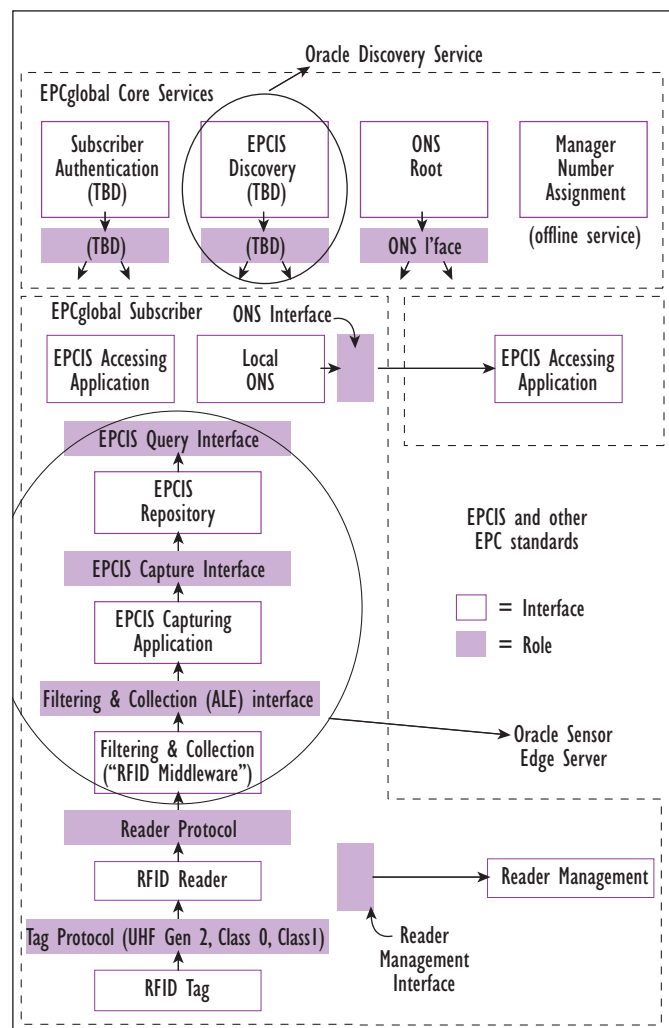 Oracle Discovery Service
EPCglobal Core Services
Subscriber
Authentication
(TBD)
(TBD)
EPCIS
Discovery
(TBD)
(TBD)
ONS
Root
ONS I'face
Manager
Number
Assignment
(offline service)
EPCglobal Subscriber
ONS Interface
EPCIS Accessing
Application
Local
ONS
EPCIS Accessing
Application
EPCIS Query Interface
EPCIS
Repository
EPCIS Capture Interface
EPCIS Capturing
Application
Filtering & Collection (ALE) interface
Filtering & Collection
(“RFID Middleware”)
Reader Protocol
RFID Reader
Tag Protocol (UHF Gen 2, Class 0, Class1)
RFID Tag
EPCIS and other
EPC standards
= Interface
= Role
Oracle Sensor
Edge Server
Reader Management
Reader
Management
Interface